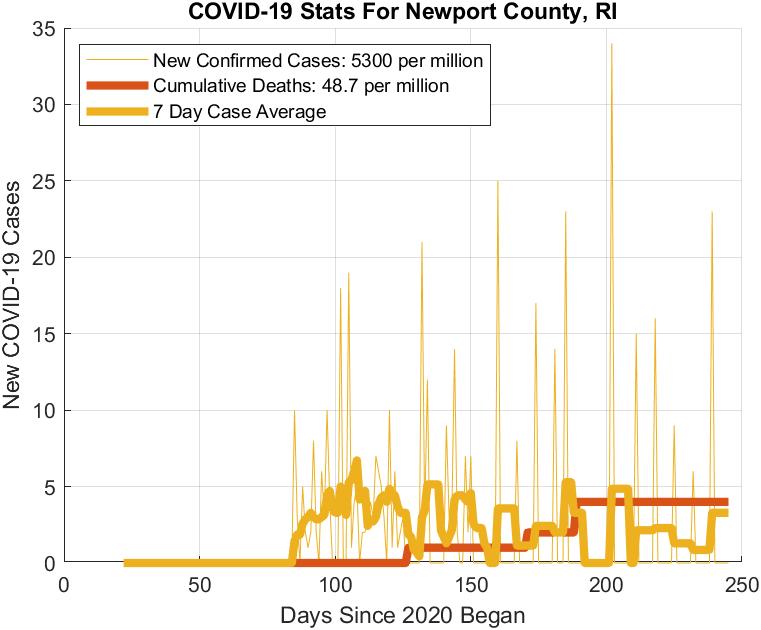 COVID-19 Stats For Newport County, RI
New Confirmed Cases: 5300 per million
Cumulative Deaths: 48.7 per million
7 Day Case Average
New COVID-19 Cases
35
30
25
20
15
10
5
0
0 50 100 150 200 250
Days Since 2020 Began